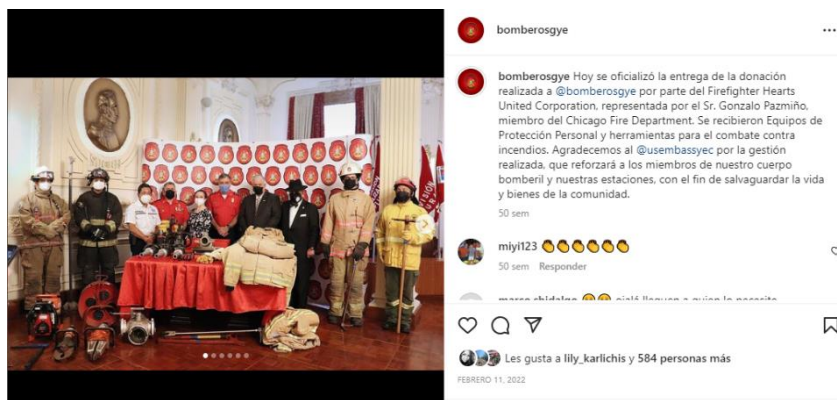 bomberosgye
bomberosgye Hoy se oficializó la entrega de la donación
realizada a @bomberosgye por parte del Firefighter Hearts
United Corporation, representada por el Sr. Gonzalo Pazmiño,
miembro del Chicago Fire Department. Se recibieron Equipos de
Protección Personal y herramientas para el combate contra
incendios. Agradecemos al @usembassyec por la gestión
realizada, que reforzará a los miembros de nuestro cuerpo
bomberil y nuestras estaciones, con el fin de salvaguardar la vida
y bienes de la comunidad.
50 sem
miyi123 👏👏👏👏👏👏
50 sem Responder
Les gusta a lily_karlichis y 584 personas más
FEBRERO 11, 2022